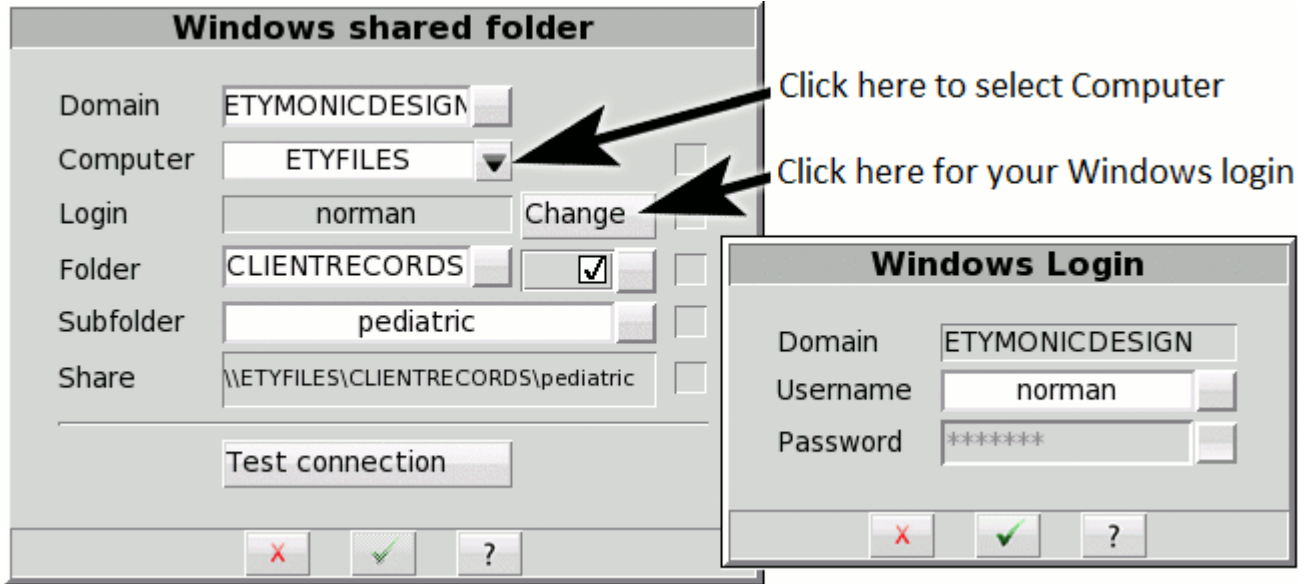 Windows shared folder
Click here to select Computer
Domain ETYMONICDESIGN
Computer ETYFILES
Click here for your Windows login
Login norman Change
Folder CLIENTRECORDS
Subfolder pediatric
Share \\ETYFILES\CLIENTRECORDS\pediatric
Test connection
X ?
Windows Login
Domain ETYMONICDESIGN
Username norman
Password *******
X ?